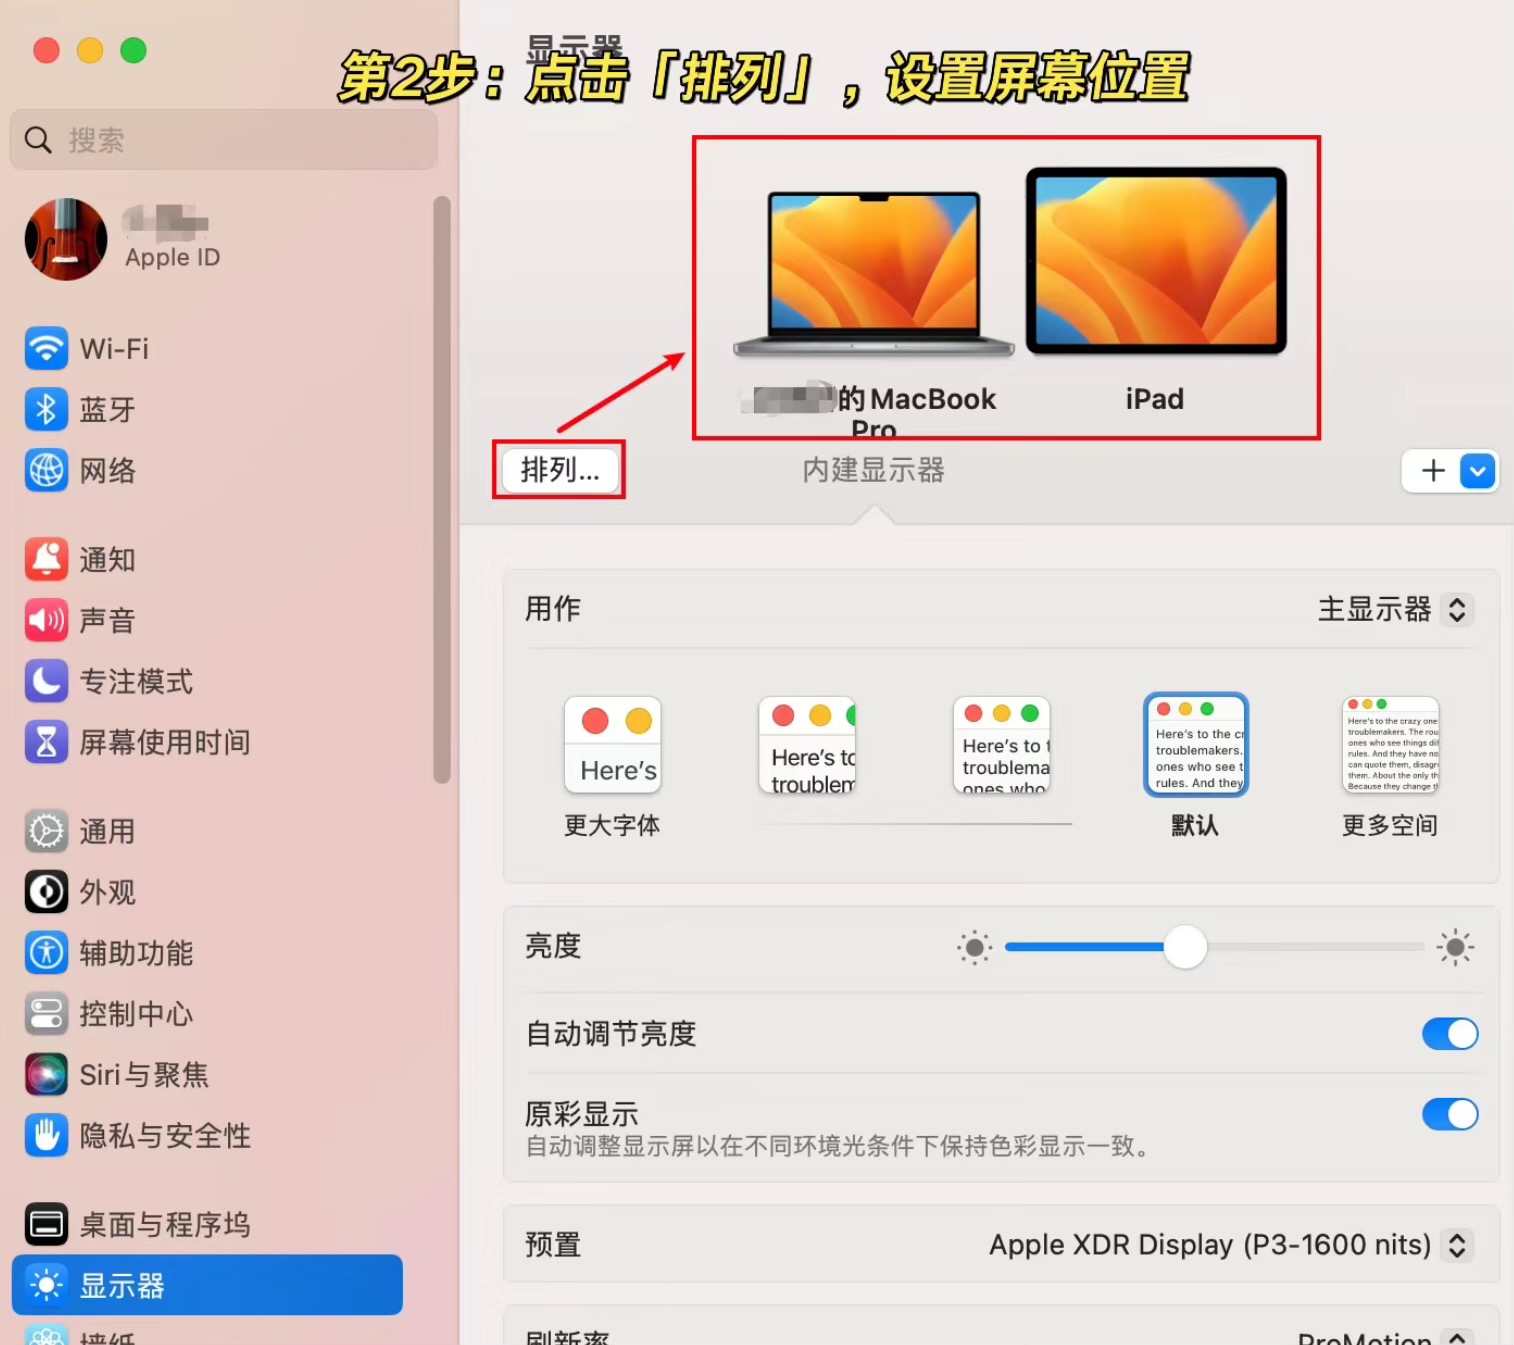 显示器
第2步：点击「排列」，设置屏幕位置
搜索
Apple ID
Wi-Fi
蓝牙
网络
通知
声音
专注模式
屏幕使用时间
通用
外观
辅助功能
控制中心
Siri与聚焦
隐私与安全性
桌面与程序坞
显示器
墙纸
的MacBook
Pro
iPad
排列...
内建显示器
用作
主显示器
Here's
更大字体
Here's to
troublem
Here's to t
troublema
ones who
Here's to the cr
troublemakers.
ones who see t
rules. And they
默认
Here's to the crazy one
troublemakers. The rou
ones who see things dif
rules. And they have no
can quote them, disagr
them. About the only th
Because they change t
更多空间
亮度
自动调节亮度
原彩显示
自动调整显示屏以在不同环境光条件下保持色彩显示一致。
预置
Apple XDR Display (P3-1600 nits)
刷新率
ProMotion